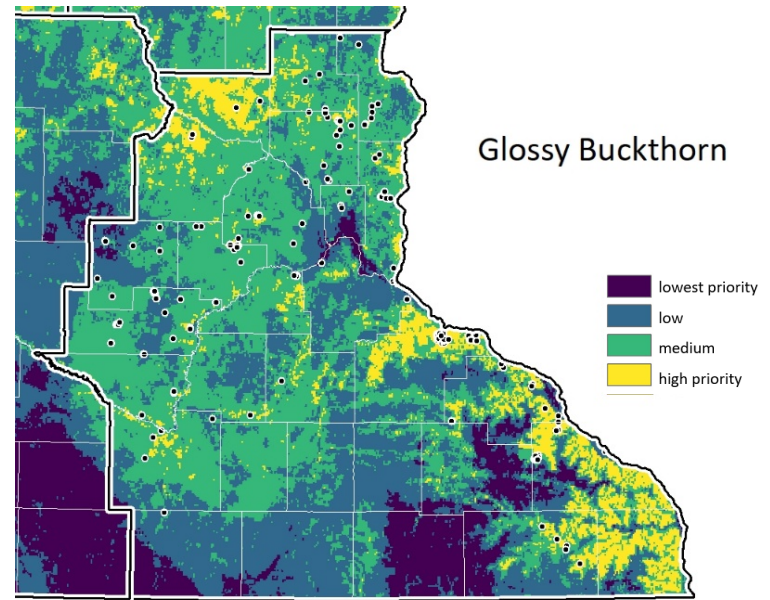 Glossy Buckthorn
lowest priority
low
medium
high priority